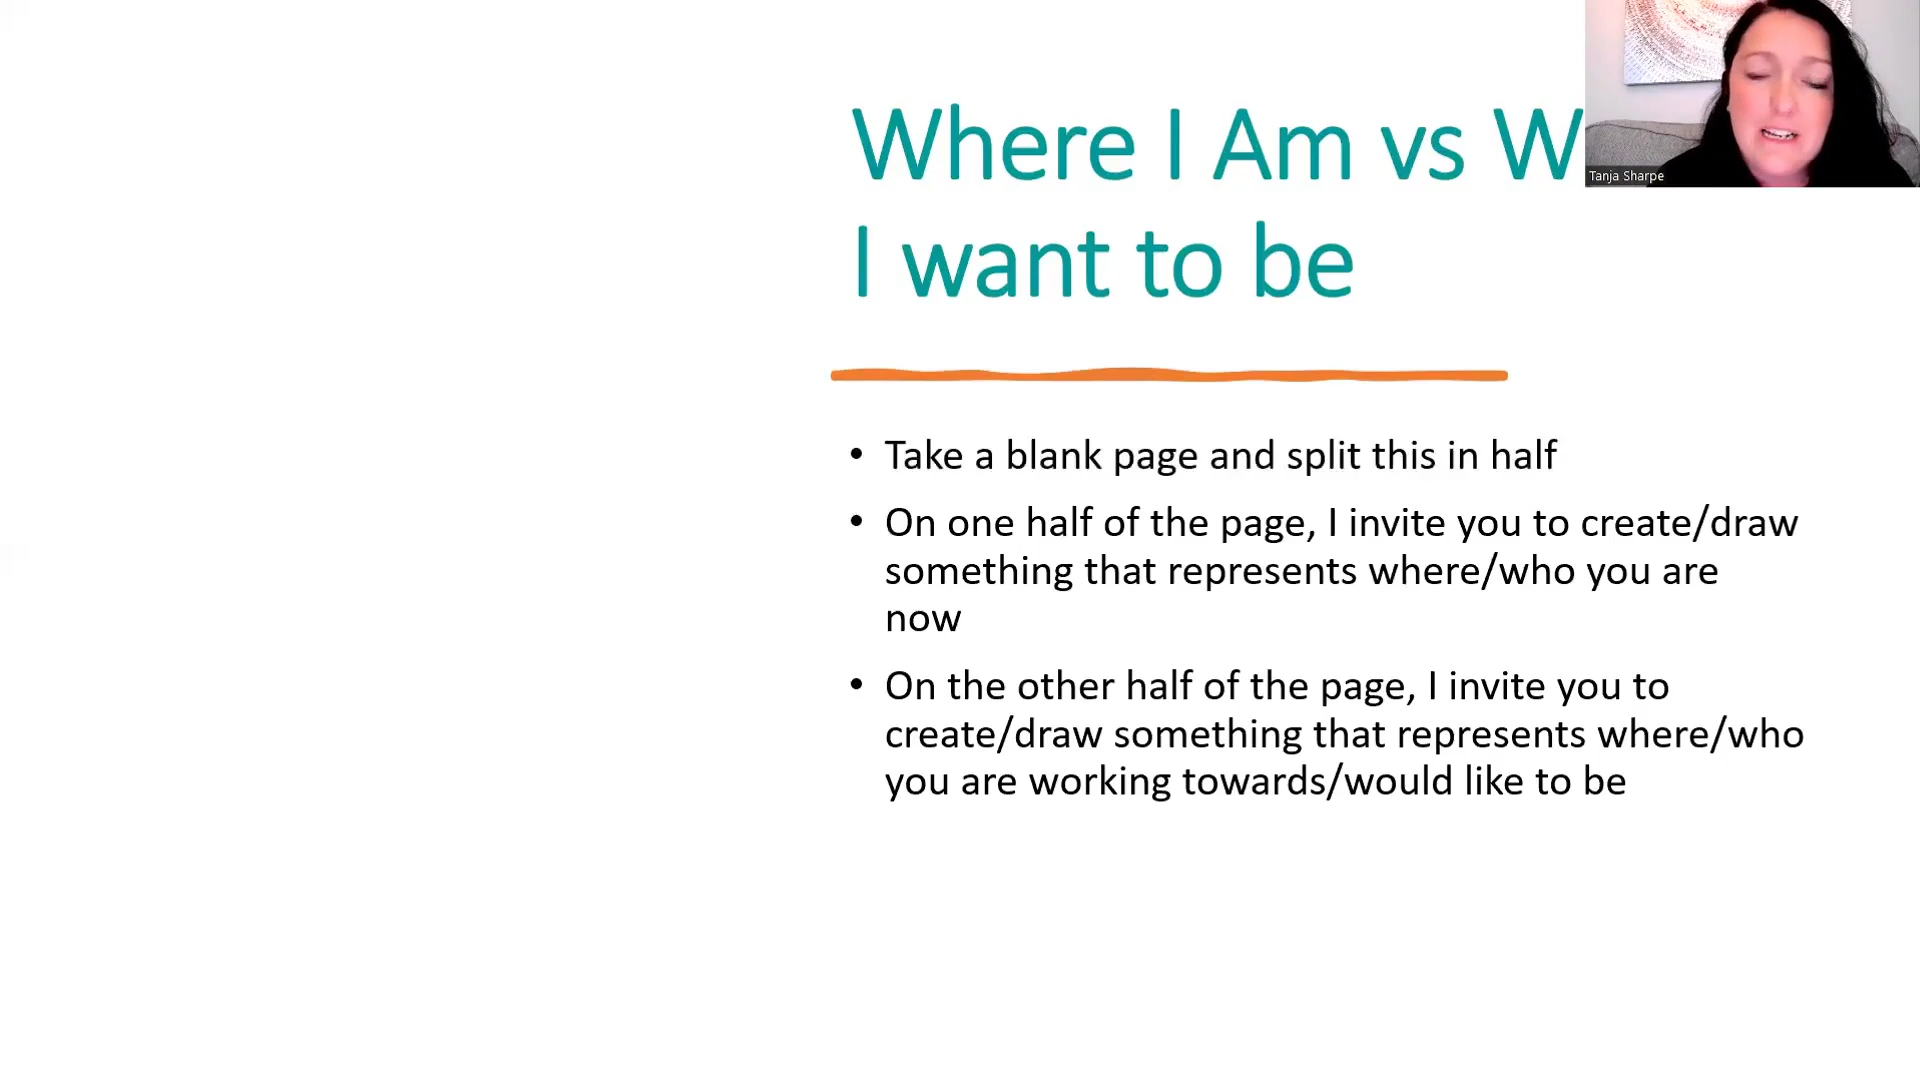 Where I Am vs W
I want to be
Tanja Sharpe
• Take a blank page and split this in half
• On one half of the page, I invite you to create/draw
something that represents where/who you are
now
• On the other half of the page, I invite you to
create/draw something that represents where/who
you are working towards/would like to be